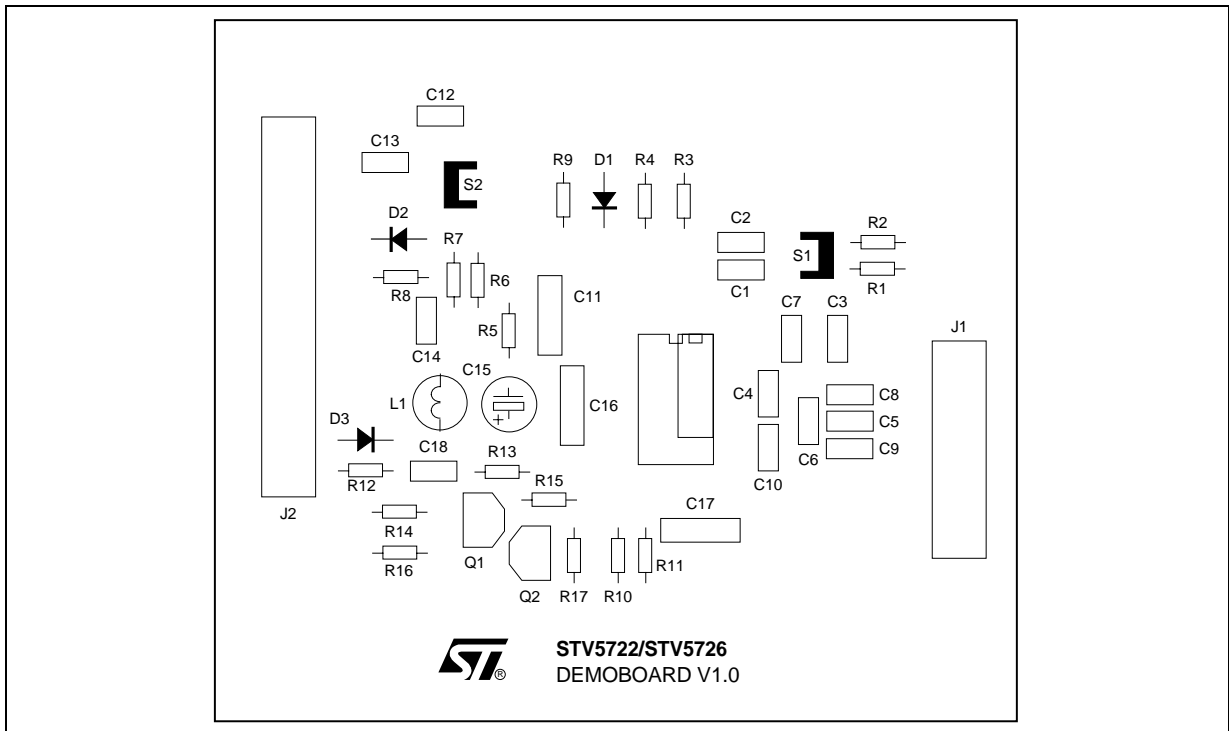 C12
C13
S2
R9 D1 R4 R3
D2
R7
C2
R2
S1
R8
R6
C11
C1
R1
R5
C7 C3
J1
C14
C15
L1
C16
C4
C8
C5
C6
C9
D3
C18
R13
R12
R15
C10
J2
C17
R14
R16
Q1
R11
Q2
R17 R10
+
ST®
STV5722/STV5726
DEMOBOARD V1.0